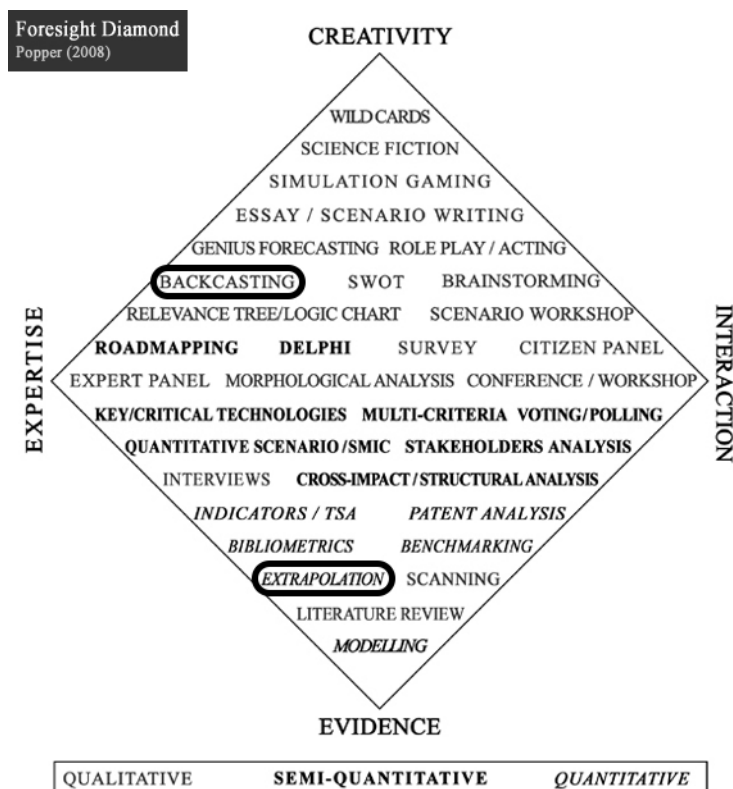 Foresight Diamond
Popper (2008)
CREATIVITY
WILD CARDS
SCIENCE FICTION
SIMULATION GAMING
ESSAY / SCENARIO WRITING
GENIUS FORECASTING ROLE PLAY / ACTING
BACKCASTING SWOT BRAINSTORMING
RELEVANCE TREE/LOGIC CHART SCENARIO WORKSHOP
ROADMAPPING DELPHI SURVEY CITIZEN PANEL
EXPERT PANEL MORPHOLOGICAL ANALYSIS CONFERENCE / WORKSHOP
KEY/CRITICAL TECHNOLOGIES MULTI-CRITERIA VOTING/POLLING
QUANTITATIVE SCENARIO/SMIC STAKEHOLDERS ANALYSIS
INTERVIEWS CROSS-IMPACT / STRUCTURAL ANALYSIS
INDICATORS / TSA PATENT ANALYSIS
BIBLIOMETRICS BENCHMARKING
EXTRAPOLATION SCANNING
LITERATURE REVIEW
MODELLING
EXPERTISE
INTERACTION
EVIDENCE
QUALITATIVE SEMI-QUANTITATIVE QUANTITATIVE